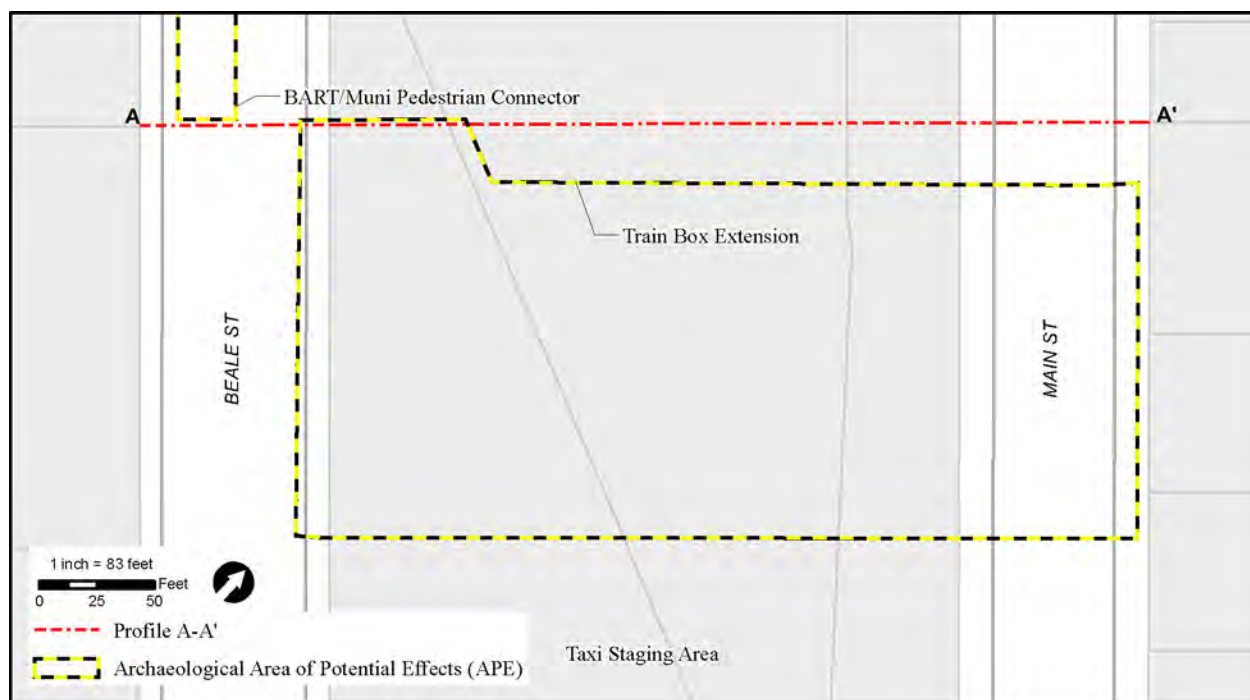 BART/Muni Pedestrian Connector
A
A'
Train Box Extension
BEALE ST
MAIN ST
1 inch = 83 feet
Feet
0 25 50
Profile A-A'
Taxi Staging Area
Archaeological Area of Potential Effects (APE)